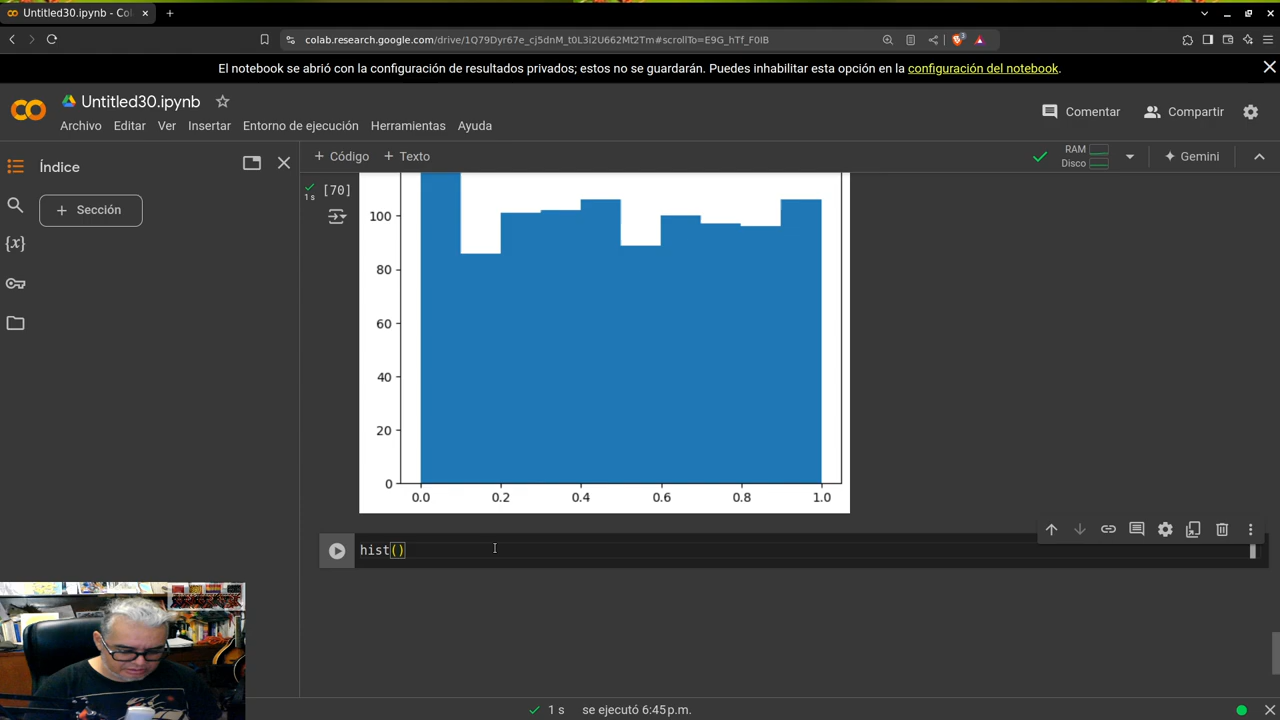 Untitled30.ipynb - Col
colab.research.google.com/drive/1Q79Dyr67e_cj5dnM_t0L3i2U662Mt2Tm#scrollTo=E9G_hTf_F0IB
3
El notebook se abrió con la configuración de resultados privados; estos no se guardarán. Puedes inhabilitar esta opción en la configuración del notebook.
Untitled30.ipynb
Comentar
Compartir
Archivo Editar Ver Insertar Entorno de ejecución Herramientas Ayuda
Índice
+ Código + Texto
RAM
Disco
Gemini
+ Sección
{x}
1 s
[70]
100
80
60
40
20
0
0.0 0.2 0.4 0.6 0.8 1.0
hist()
1 s se ejecutó 6:45 p.m.